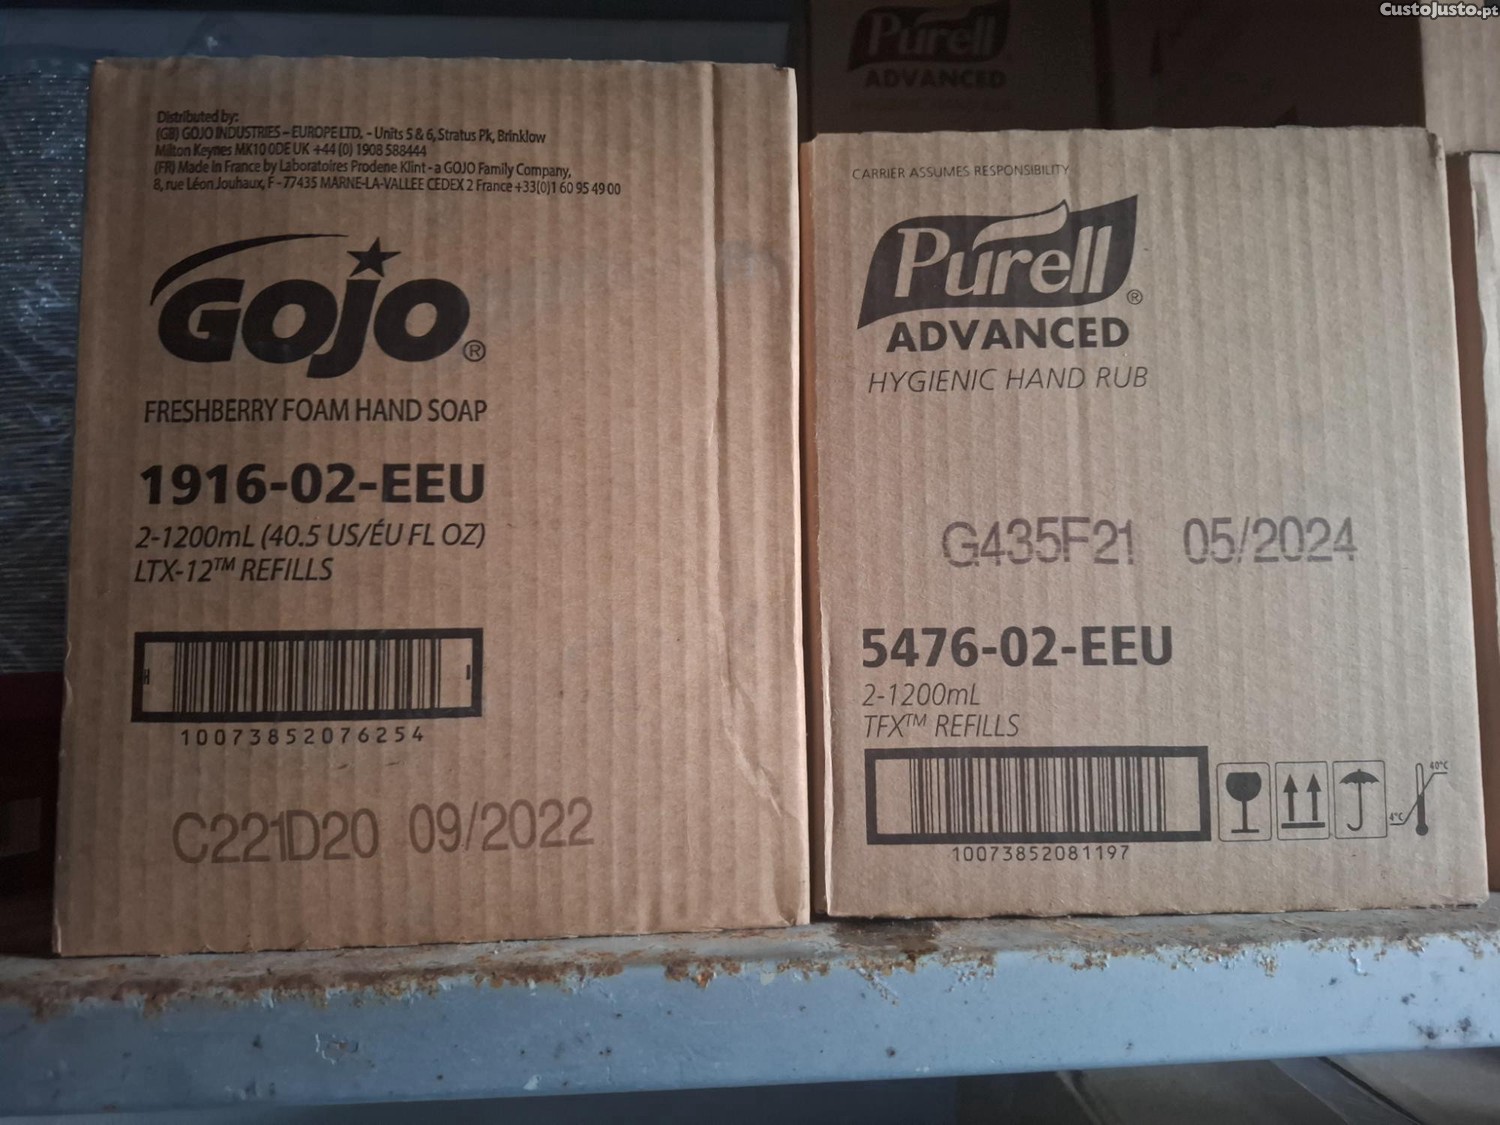 CustoJusto.pt
Purell
ADVANCED
Distributed by:
(GB) GOJO INDUSTRIES – EUROPE LTD. - Units 5 & 6, Stratus Pk, Brinklow
Milton Keynes MK10 0DE UK +44 (0) 1908 588444
(FR) Made in France by Laboratoires Prodene Klint - a GOJO Family Company,
8, rue Léon Jouhaux, F - 77435 MARNE-LA-VALLEE CEDEX 2 France +33(0)1 60 95 49 00
GOJO®
FRESHBERRY FOAM HAND SOAP
1916-02-EEU
2-1200mL (40.5 US/ÉU FL OZ)
LTX-12™ REFILLS
H
10073852076254
C221D20 09/2022
CARRIER ASSUMES RESPONSIBILITY
Purell®
ADVANCED
HYGIENIC HAND RUB
G435F21 05/2024
5476-02-EEU
2-1200mL
TFX™ REFILLS
10073852081197
40°C
4°C